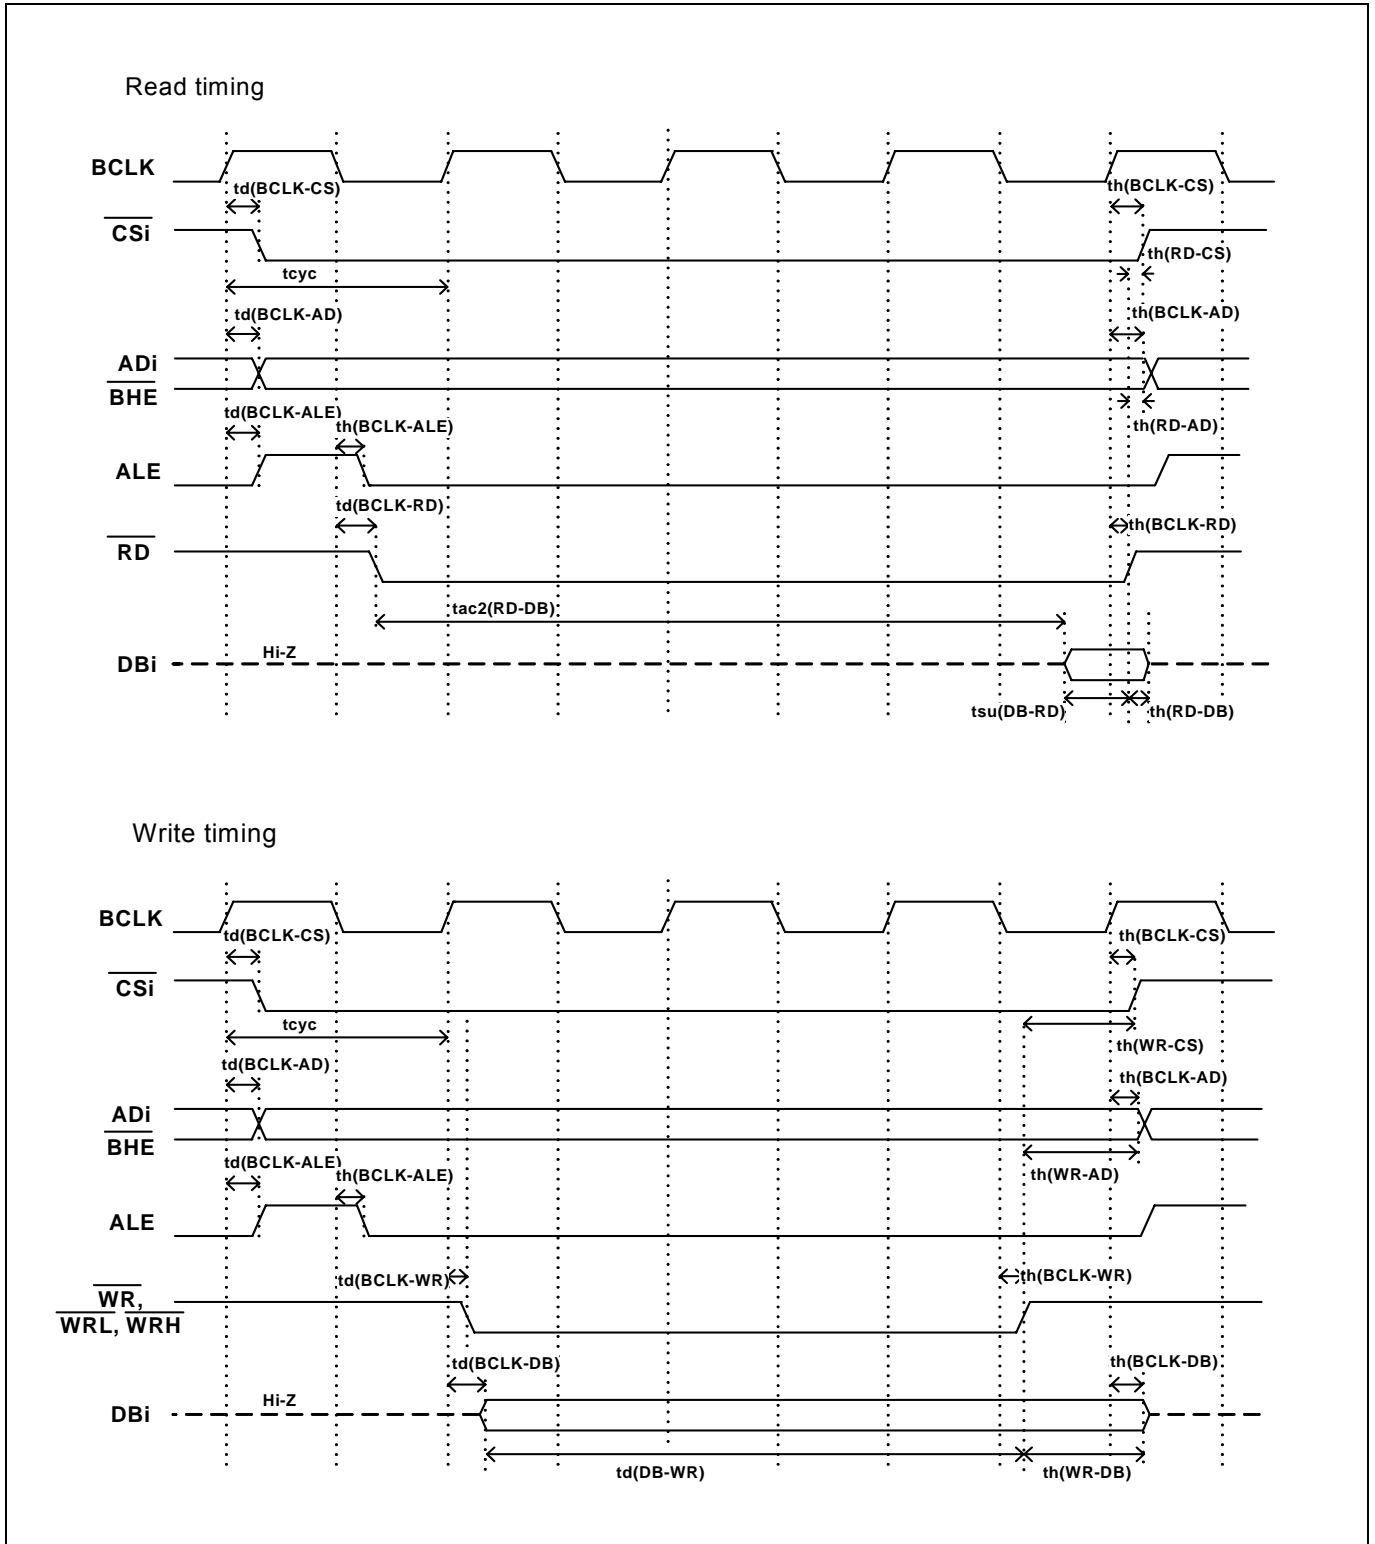 Read timing
BCLK
td(BCLK-CS)
th(BCLK-CS)
CSi
th(RD-CS)
tcyc
td(BCLK-AD)
th(BCLK-AD)
ADi
BHE
td(BCLK-ALE)
th(BCLK-ALE)
th(RD-AD)
ALE
td(BCLK-RD)
th(BCLK-RD)
RD
tac2(RD-DB)
Hi-Z
DBi
tsu(DB-RD)
th(RD-DB)
Write timing
BCLK
td(BCLK-CS)
th(BCLK-CS)
CSi
tcyc
th(WR-CS)
td(BCLK-AD)
th(BCLK-AD)
ADi
BHE
td(BCLK-ALE)
th(BCLK-ALE)
th(WR-AD)
ALE
td(BCLK-WR)
th(BCLK-WR)
WR,
WRL, WRH
td(BCLK-DB)
th(BCLK-DB)
Hi-Z
DBi
td(DB-WR)
th(WR-DB)